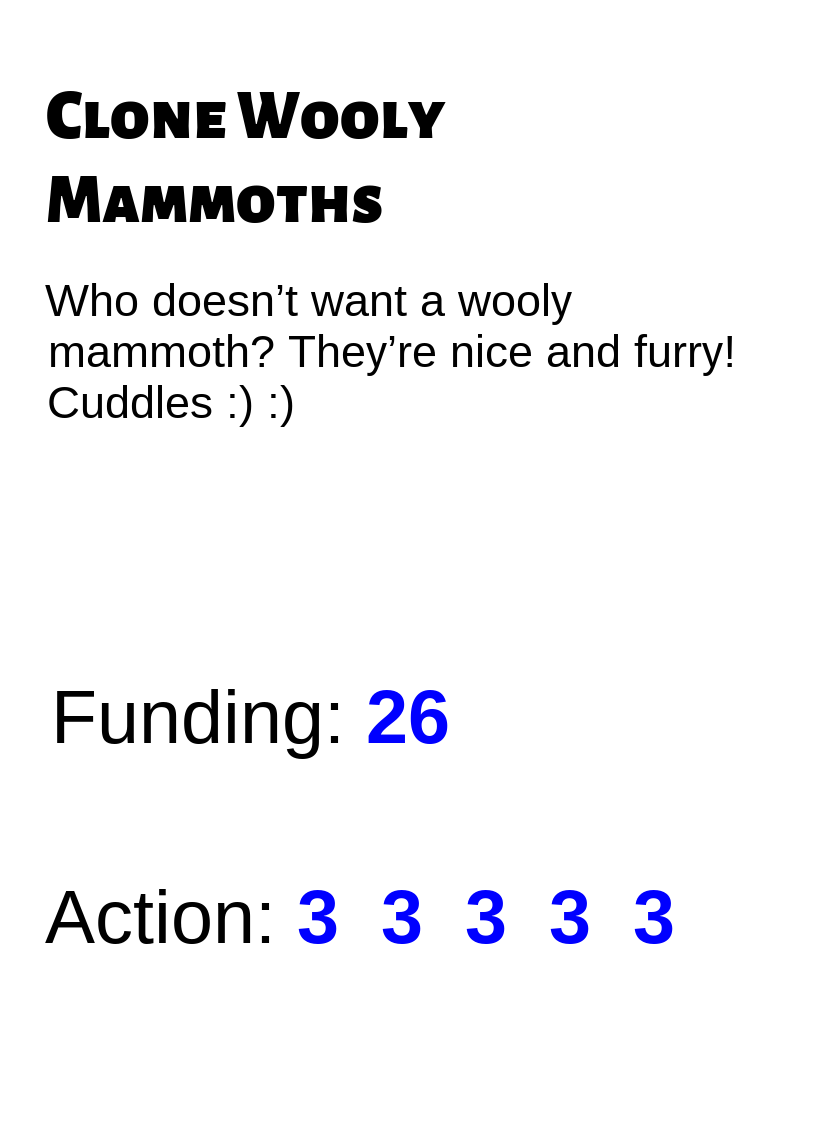 Clone Wooly
Mammoths
Who doesn’t want a wooly
mammoth? They’re nice and furry!
Cuddles :) :)
Funding: 26
Action: 3 3 3 3 3